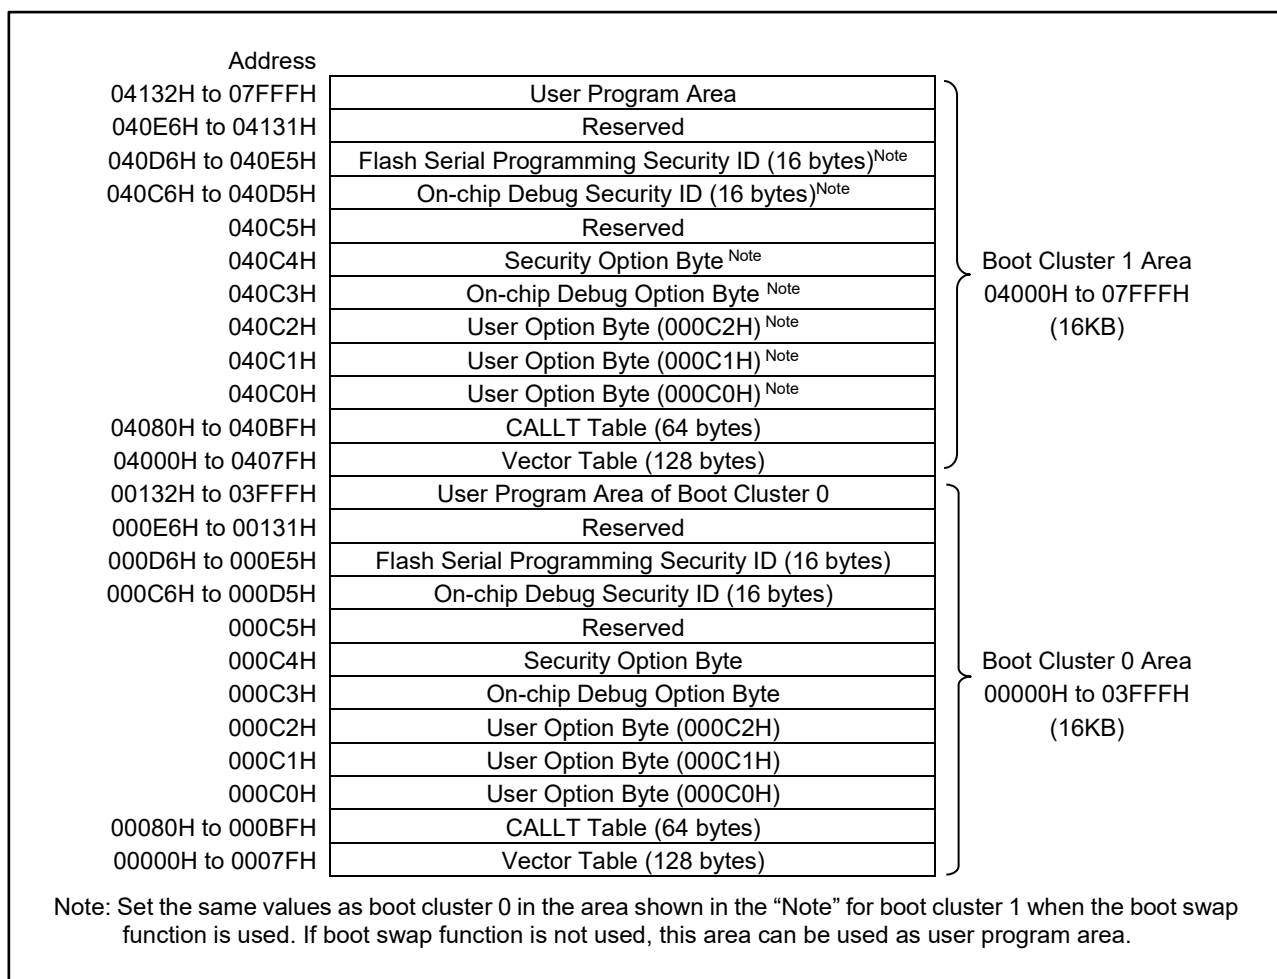 Address
04132H to 07FFFH User Program Area
040E6H to 04131H Reserved
040D6H to 040E5H Flash Serial Programming Security ID (16 bytes)Note
040C6H to 040D5H On-chip Debug Security ID (16 bytes)Note
040C5H Reserved
040C4H Security Option Byte Note Boot Cluster 1 Area
040C3H On-chip Debug Option Byte Note 04000H to 07FFFH
040C2H User Option Byte (000C2H) Note (16KB)
040C1H User Option Byte (000C1H) Note
040C0H User Option Byte (000C0H) Note
04080H to 040BFH CALLT Table (64 bytes)
04000H to 0407FH Vector Table (128 bytes)
00132H to 03FFFH User Program Area of Boot Cluster 0
000E6H to 00131H Reserved
000D6H to 000E5H Flash Serial Programming Security ID (16 bytes)
000C6H to 000D5H On-chip Debug Security ID (16 bytes)
000C5H Reserved
000C4H Security Option Byte Boot Cluster 0 Area
000C3H On-chip Debug Option Byte 00000H to 03FFFH
000C2H User Option Byte (000C2H) (16KB)
000C1H User Option Byte (000C1H)
000C0H User Option Byte (000C0H)
00080H to 000BFH CALLT Table (64 bytes)
00000H to 0007FH Vector Table (128 bytes)
Note: Set the same values as boot cluster 0 in the area shown in the “Note” for boot cluster 1 when the boot swap
function is used. If boot swap function is not used, this area can be used as user program area.